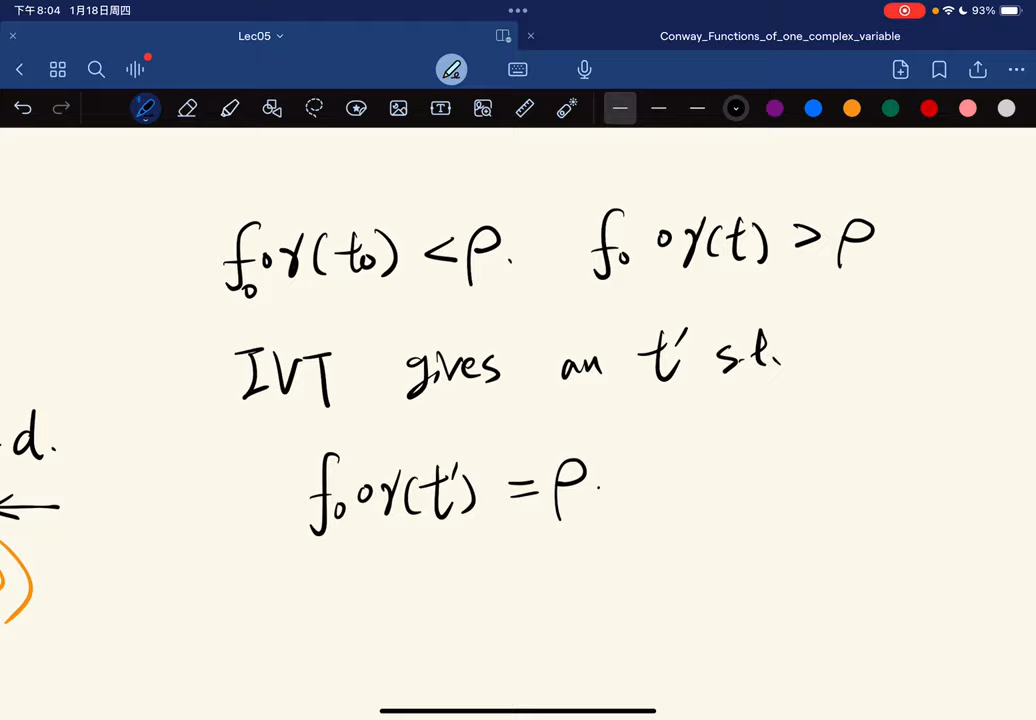 下午8:04 1月18日周四
93%
Lec05
Conway_Functions_of_one_complex_variable
f₀∘γ(t₀) < ρ. f₀∘γ(t) > ρ
IVT gives an t′ s.t.
d.
f₀∘γ(t′) = ρ.